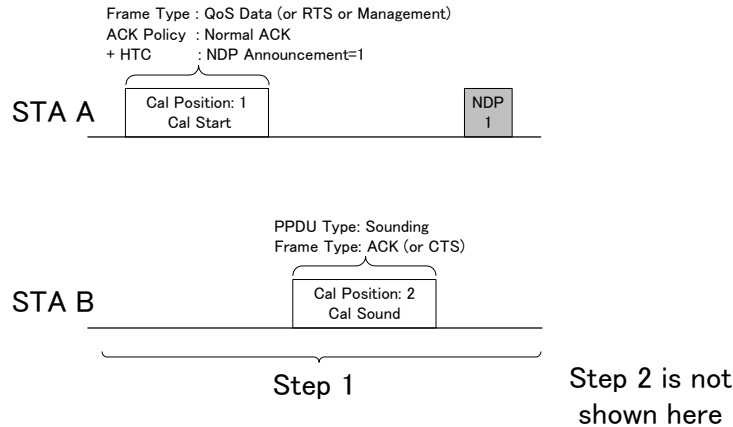 Frame Type : QoS Data (or RTS or Management)
ACK Policy : Normal ACK
+ HTC : NDP Announcement=1
STA A
Cal Position: 1
Cal Start
NDP
1
PPDU Type: Sounding
Frame Type: ACK (or CTS)
STA B
Cal Position: 2
Cal Sound
Step 1
Step 2 is not
shown here